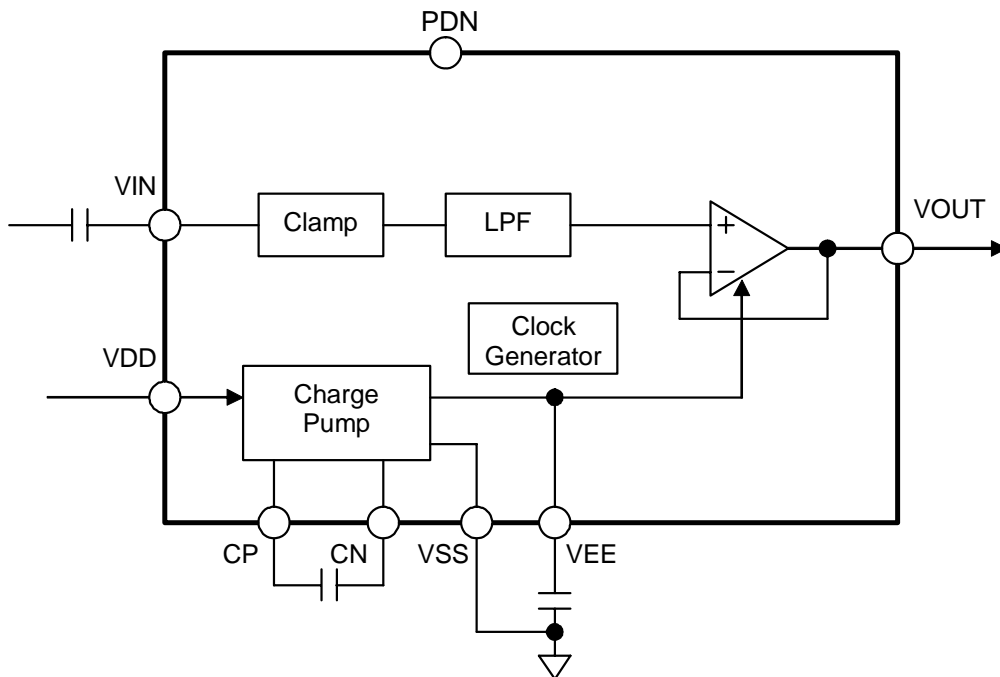 PDN
VIN
Clamp
LPF
+
−
VOUT
Clock
Generator
VDD
Charge
Pump
CP
CN
VSS
VEE